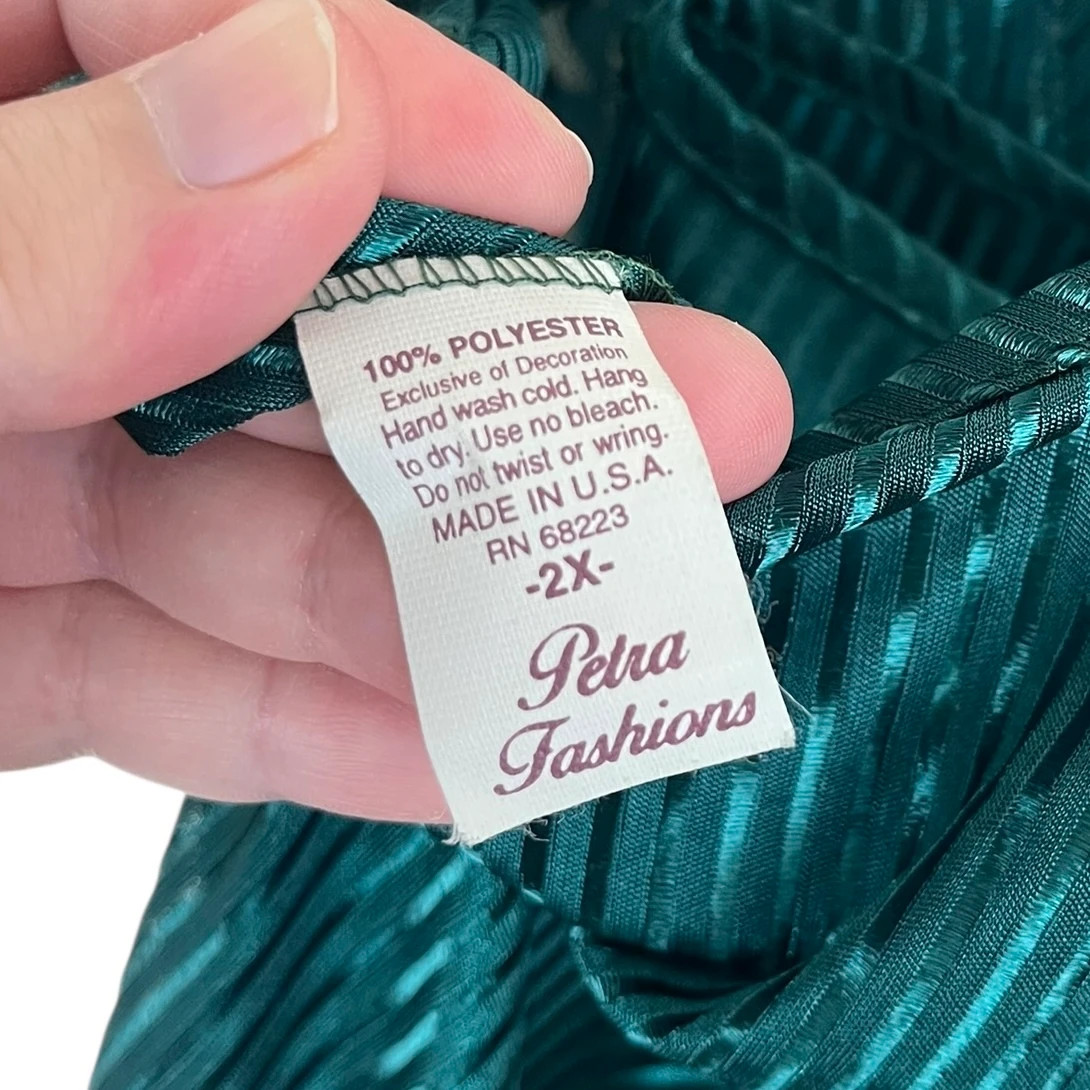 100% POLYESTER
Exclusive of Decoration
Hand wash cold. Hang
to dry. Use no bleach.
Do not twist or wring.
MADE IN U.S.A.
RN 68223
-2X-
Petra
Fashions